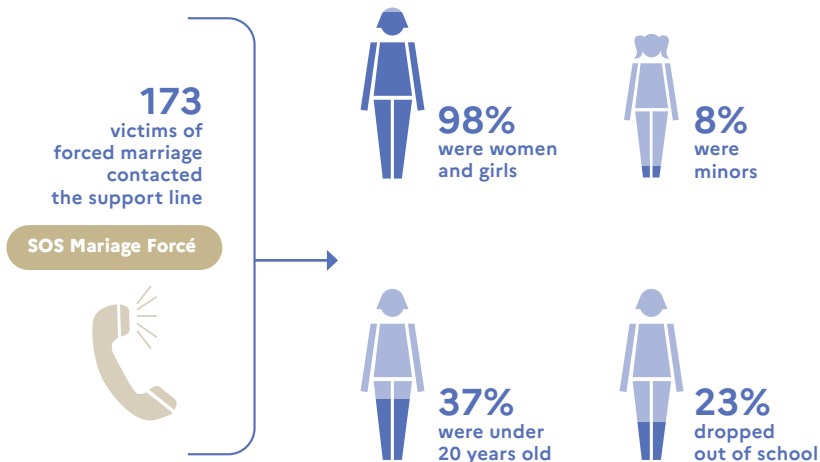 173
victims of
forced marriage
contacted
the support line
SOS Mariage Forcé
98%
were women
and girls
8%
were
minors
37%
were under
20 years old
23%
dropped
out of school